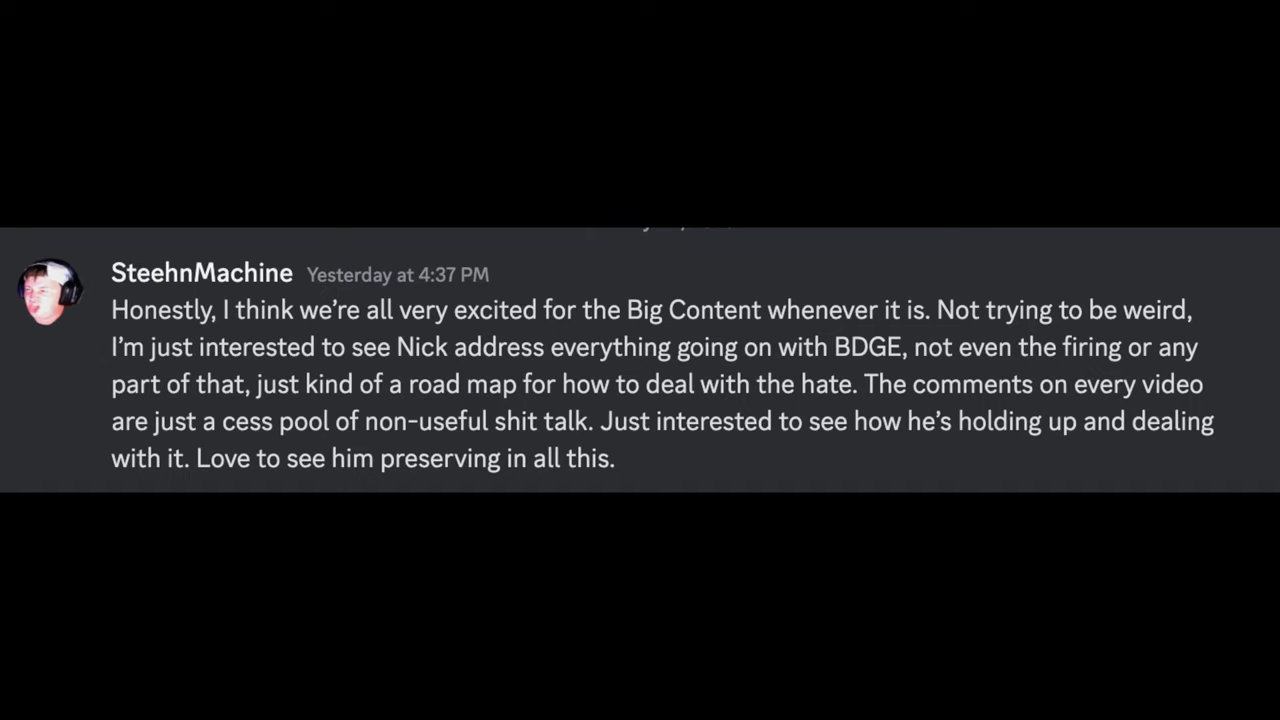 SteehnMachine Yesterday at 4:37 PM
Honestly, I think we're all very excited for the Big Content whenever it is. Not trying to be weird,
I'm just interested to see Nick address everything going on with BDGE, not even the firing or any
part of that, just kind of a road map for how to deal with the hate. The comments on every video
are just a cess pool of non-useful shit talk. Just interested to see how he's holding up and dealing
with it. Love to see him preserving in all this.